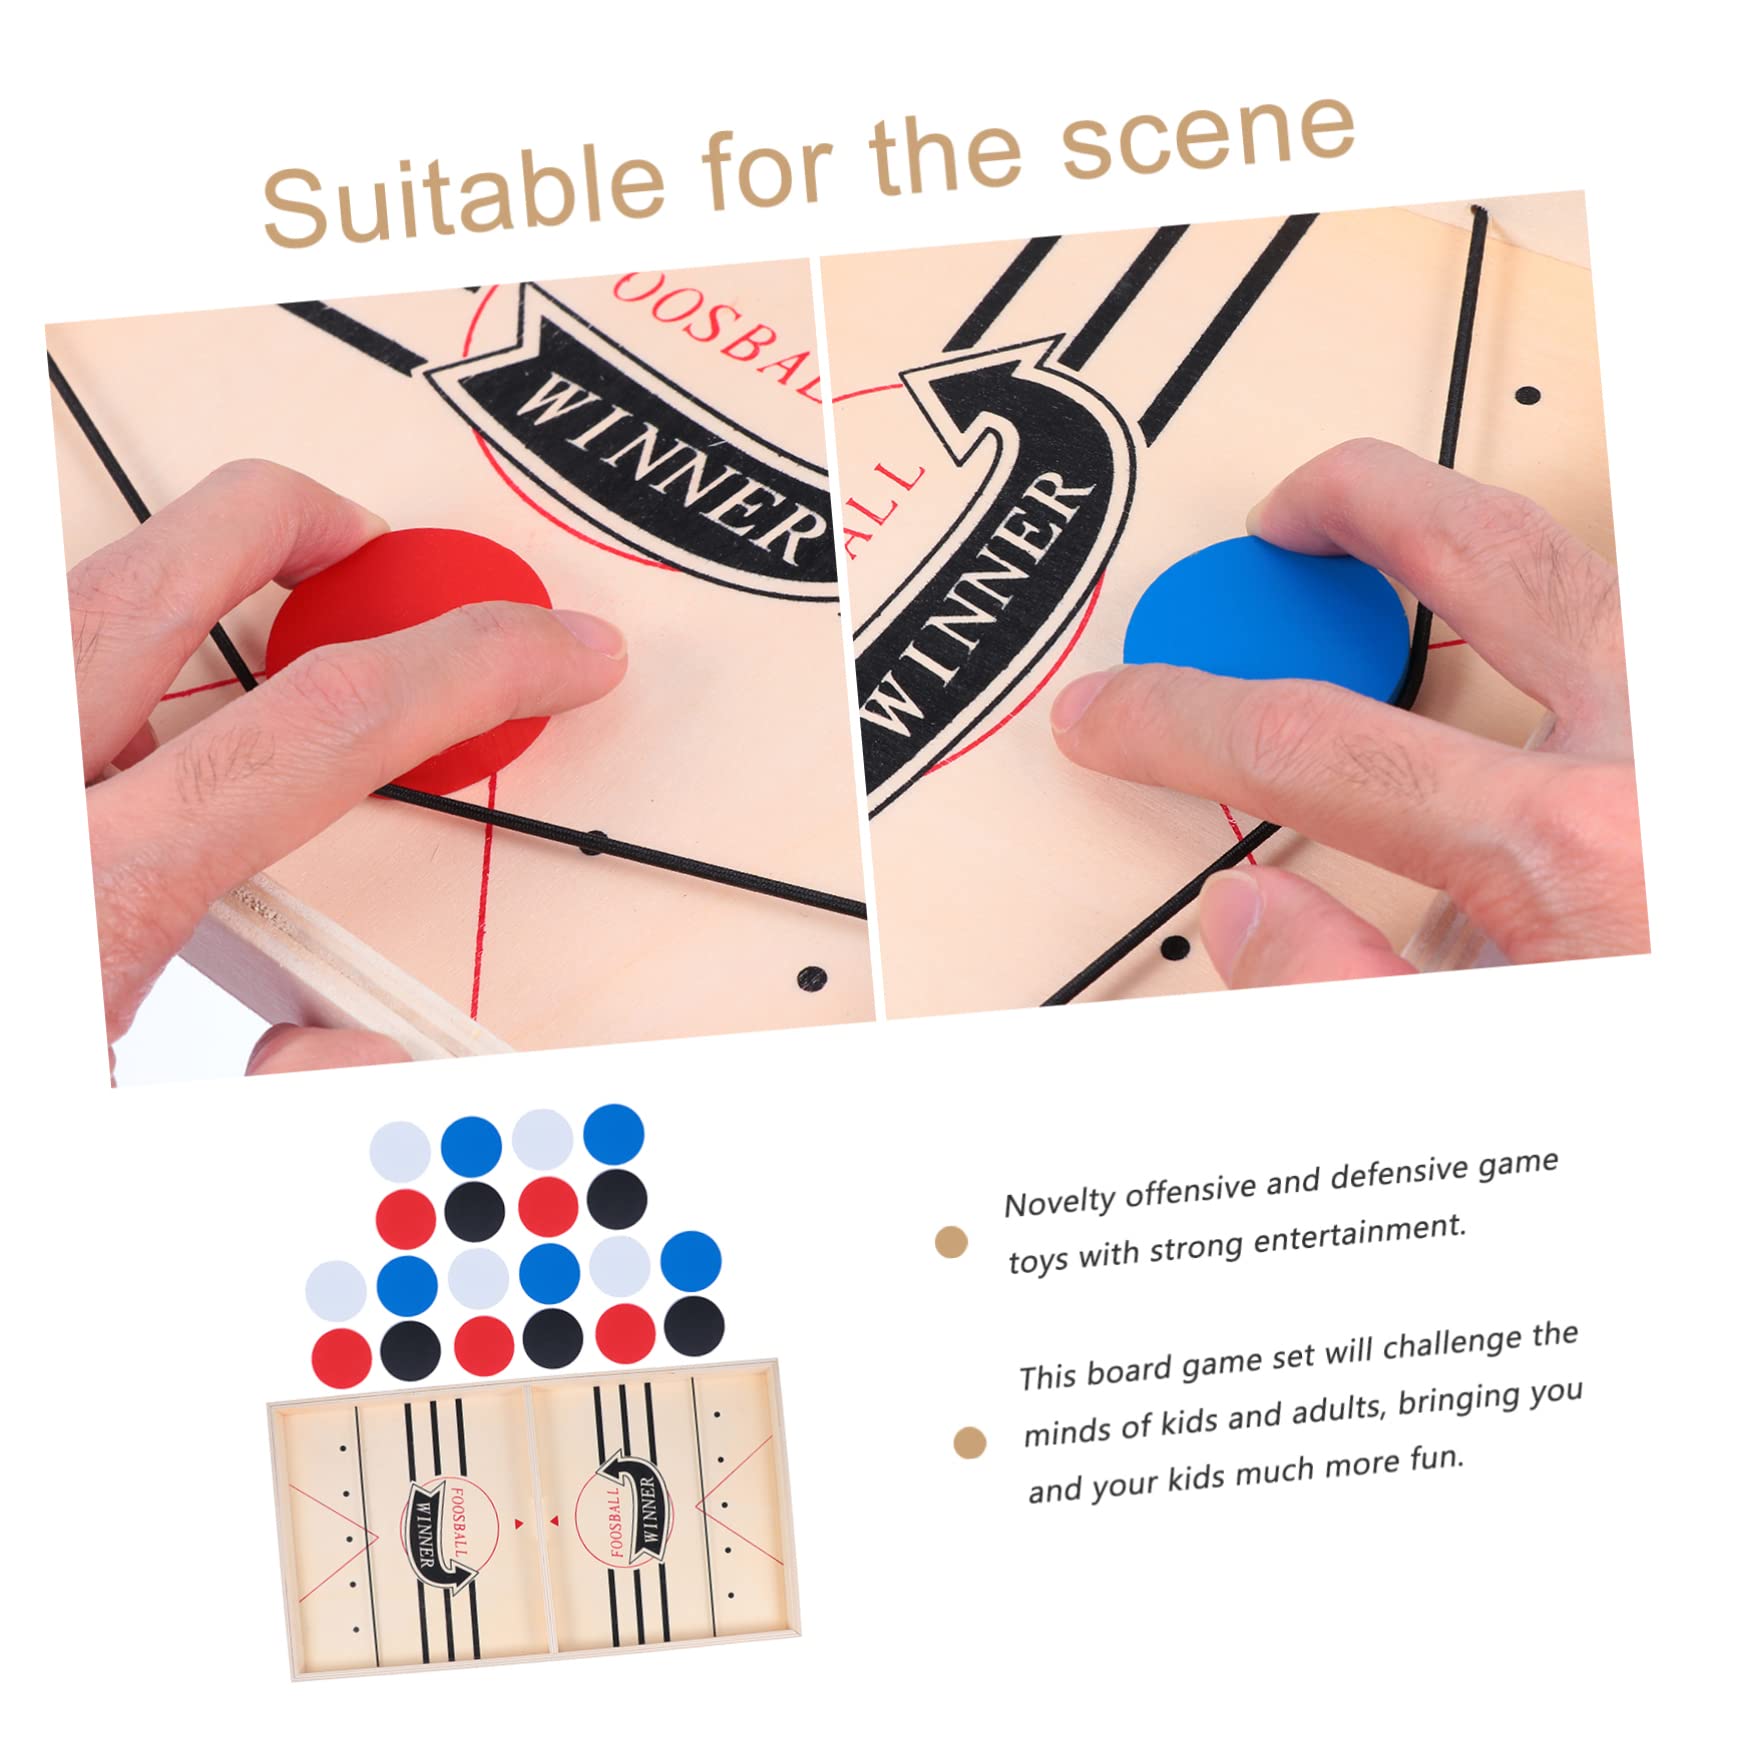 Suitable for the scene
OOSBAL
WINNER
ALL
WINNER
Novelty offensive and defensive game
toys with strong entertainment.
This board game set will challenge the
minds of kids and adults, bringing you
and your kids much more fun.
FOOSBALL
WINNER
FOOSBALL
WINNER